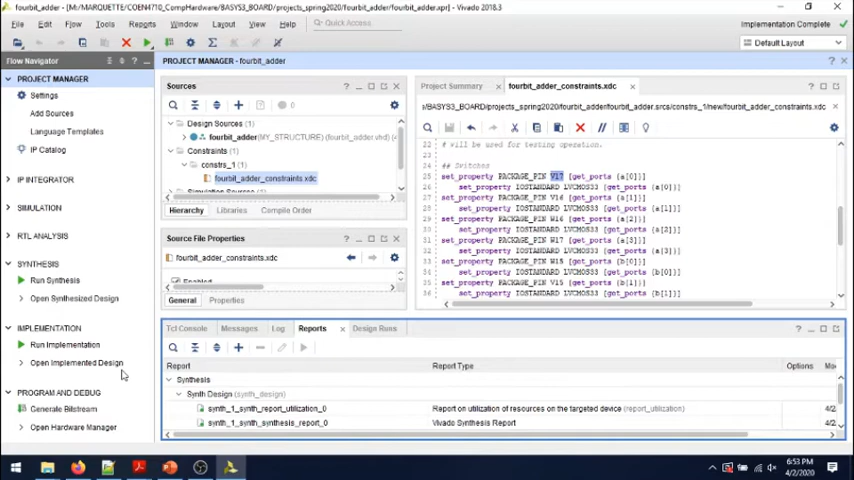 fourbit_adder - [M:/MARQUETTE/COEN4710_CompHardware/BASYS3_BOARD/projects_spring2020/fourbit_adder/fourbit_adder.xpr] - Vivado 2018.3
File Edit Flow Tools Reports Window Layout View Help Quick Access
Implementation Complete
Default Layout
Flow Navigator
PROJECT MANAGER - fourbit_adder
PROJECT MANAGER
Settings
Add Sources
Language Templates
IP Catalog
IP INTEGRATOR
SIMULATION
RTL ANALYSIS
SYNTHESIS
Run Synthesis
Open Synthesized Design
IMPLEMENTATION
Run Implementation
Open Implemented Design
PROGRAM AND DEBUG
Generate Bitstream
Open Hardware Manager
Sources
Design Sources (1)
fourbit_adder(MY_STRUCTURE) (fourbit_adder.vhd) (4)
Constraints (1)
constrs_1 (1)
fourbit_adder_constraints.xdc
Hierarchy Libraries Compile Order
Source File Properties
fourbit_adder_constraints.xdc
Enabled
General Properties
Project Summary fourbit_adder_constraints.xdc
22 # will be used for testing operation.
23
24 ## Switches
25 set_property PACKAGE_PIN V17 [get_ports {a[0]}]
26 set_property IOSTANDARD LVCMOS33 [get_ports {a[0]}]
27 set_property PACKAGE_PIN V16 [get_ports {a[1]}]
28 set_property IOSTANDARD LVCMOS33 [get_ports {a[1]}]
29 set_property PACKAGE_PIN W16 [get_ports {a[2]}]
30 set_property IOSTANDARD LVCMOS33 [get_ports {a[2]}]
31 set_property PACKAGE_PIN W17 [get_ports {a[3]}]
32 set_property IOSTANDARD LVCMOS33 [get_ports {a[3]}]
33 set_property PACKAGE_PIN W15 [get_ports {b[0]}]
34 set_property IOSTANDARD LVCMOS33 [get_ports {b[0]}]
35 set_property PACKAGE_PIN V15 [get_ports {b[1]}]
36 set_property IOSTANDARD LVCMOS33 [get_ports {b[1]}]
Tcl Console Messages Log Reports Design Runs
Report Report Type Options
Synthesis
Synth Design (synth_design)
synth_1_synth_report_utilization_0 Report on utilization of resources on the targeted device (report_utilization) 4/2
synth_1_synth_synthesis_report_0 Vivado Synthesis Report 4/2
6:53 PM
4/2/2020